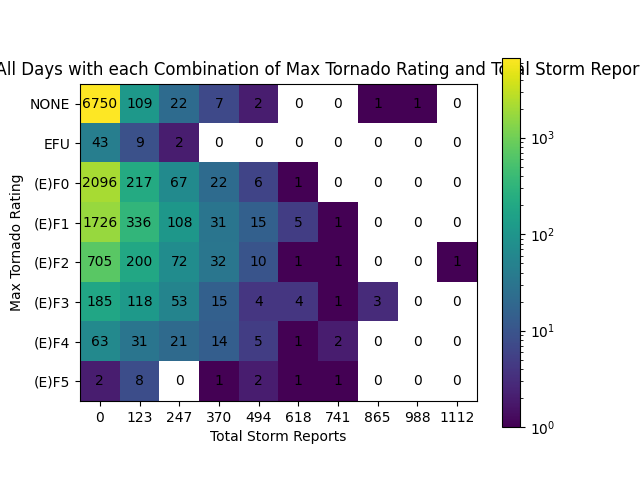 All Days with each Combination of Max Tornado Rating and Total Storm Repor
NONE 6750 109 22 7 2 0 0 1 1 0
EFU 43 9 2 0 0 0 0 0 0 0
(E)F0 2096 217 67 22 6 1 0 0 0 0
(E)F1 1726 336 108 31 15 5 1 0 0 0
(E)F2 705 200 72 32 10 1 1 0 0 1
(E)F3 185 118 53 15 4 4 1 3 0 0
(E)F4 63 31 21 14 5 1 2 0 0 0
(E)F5 2 8 0 1 2 1 1 0 0 0
0 123 247 370 494 618 741 865 988 1112
Total Storm Reports
Max Tornado Rating
10³
10²
10¹
10⁰